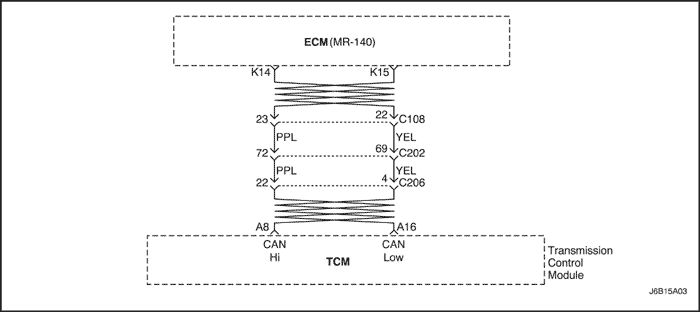 ECM (MR-140)
K14 K15
23 22 C108
PPL YEL
72 69 C202
PPL YEL
22 4 C206
A8 A16
CAN Hi CAN Low
TCM
Transmission
Control
Module
J6B15A03